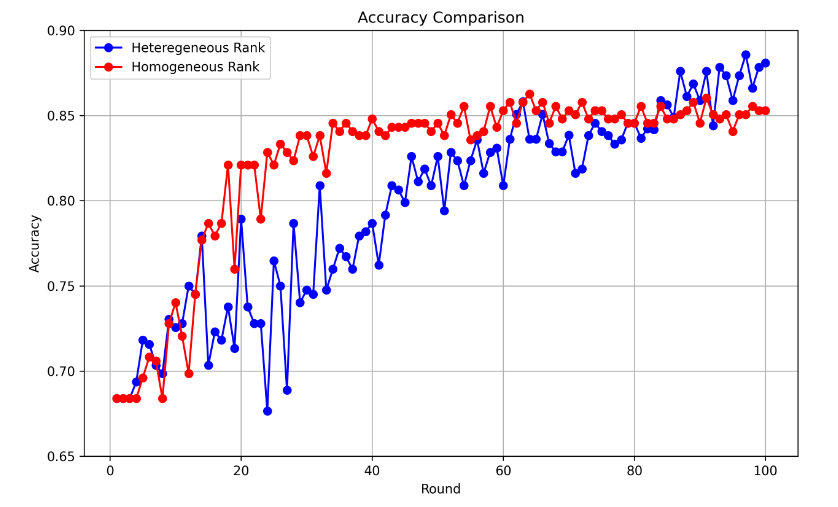 Accuracy Comparison
Heteregeneous Rank
Homogeneous Rank
Accuracy
0.90
0.85
0.80
0.75
0.70
0.65
0 20 40 60 80 100
Round